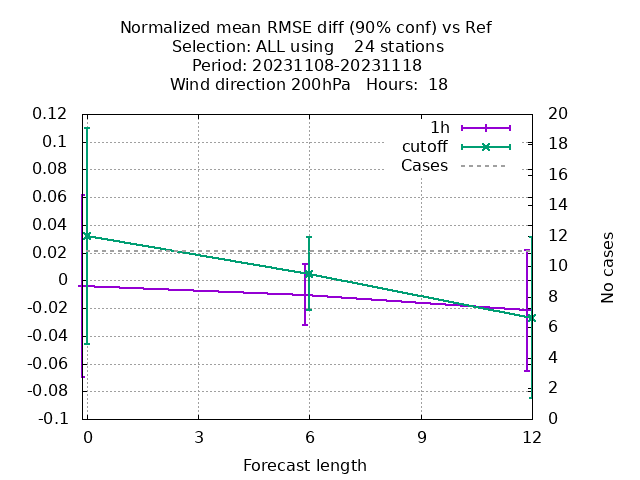 Normalized mean RMSE diff (90% conf) vs Ref
Selection: ALL using    24 stations
Period: 20231108-20231118
Wind direction 200hPa   Hours:  18
0.12
0.1
0.08
0.06
0.04
0.02
0
-0.02
-0.04
-0.06
-0.08
-0.1
1h
cutoff
Cases
20
18
16
14
12
10
8
6
4
2
0
No cases
0 3 6 9 12
Forecast length